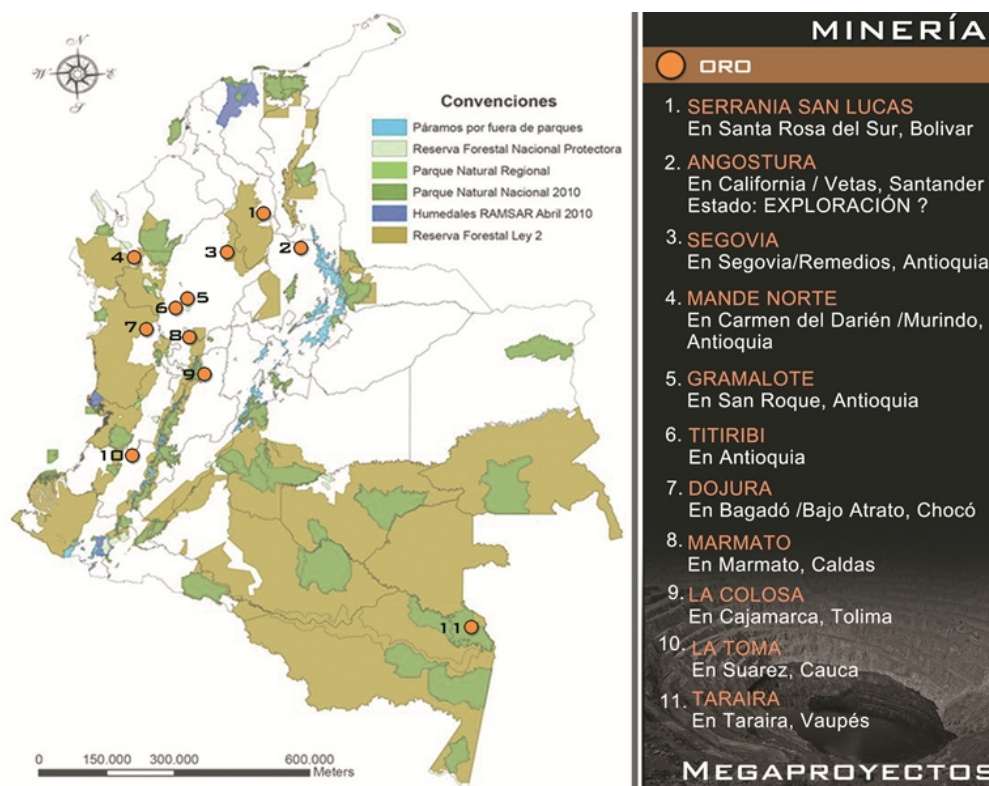 N
W
E
S
Convenciones
Páramos por fuera de parques
Reserva Forestal Nacional Protectora
Parque Natural Regional
Parque Natural Nacional 2010
Humedales RAMSAR Abril 2010
Reserva Forestal Ley 2
1
2
3
4
5
6
7
8
9
10
11
0 150.000 300.000 600.000
Meters
MINERÍA
ORO
1. SERRANIA SAN LUCAS
En Santa Rosa del Sur, Bolivar
2. ANGOSTURA
En California / Vetas, Santander
Estado: EXPLORACIÓN ?
3. SEGOVIA
En Segovia/Remedios, Antioquia
4. MANDE NORTE
En Carmen del Darién /Murindo,
Antioquia
5. GRAMALOTE
En San Roque, Antioquia
6. TITIRIBI
En Antioquia
7. DOJURA
En Bagadó /Bajo Atrato, Chocó
8. MARMATO
En Marmato, Caldas
9. LA COLOSA
En Cajamarca, Tolima
10. LA TOMA
En Suarez, Cauca
11. TARAIRA
En Taraira, Vaupés
MEGAPROYECTOS